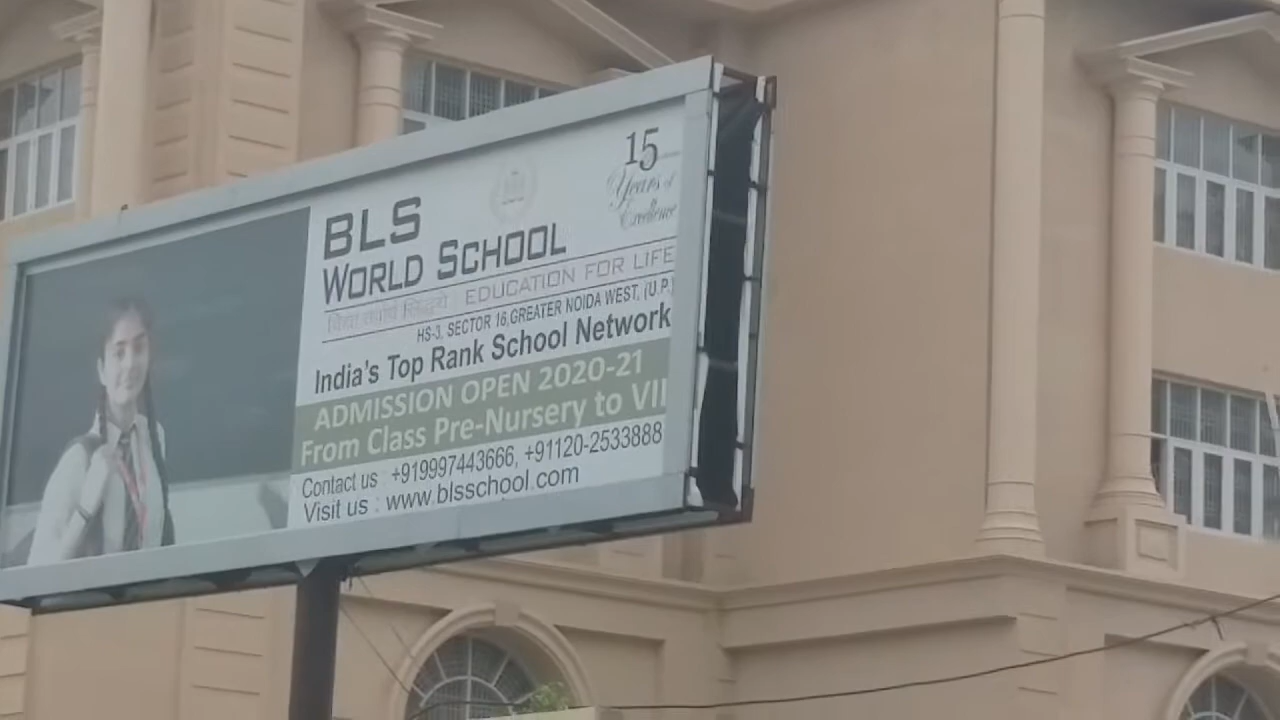 15
Years of
Excellence
BLS
WORLD SCHOOL
EDUCATION FOR LIFE
HS-3, SECTOR 16, GREATER NOIDA WEST, (U.P.)
India's Top Rank School Network
ADMISSION OPEN 2020-21
From Class Pre-Nursery to VII
Contact us : +919997443666, +91120-2533888
Visit us : www.blsschool.com